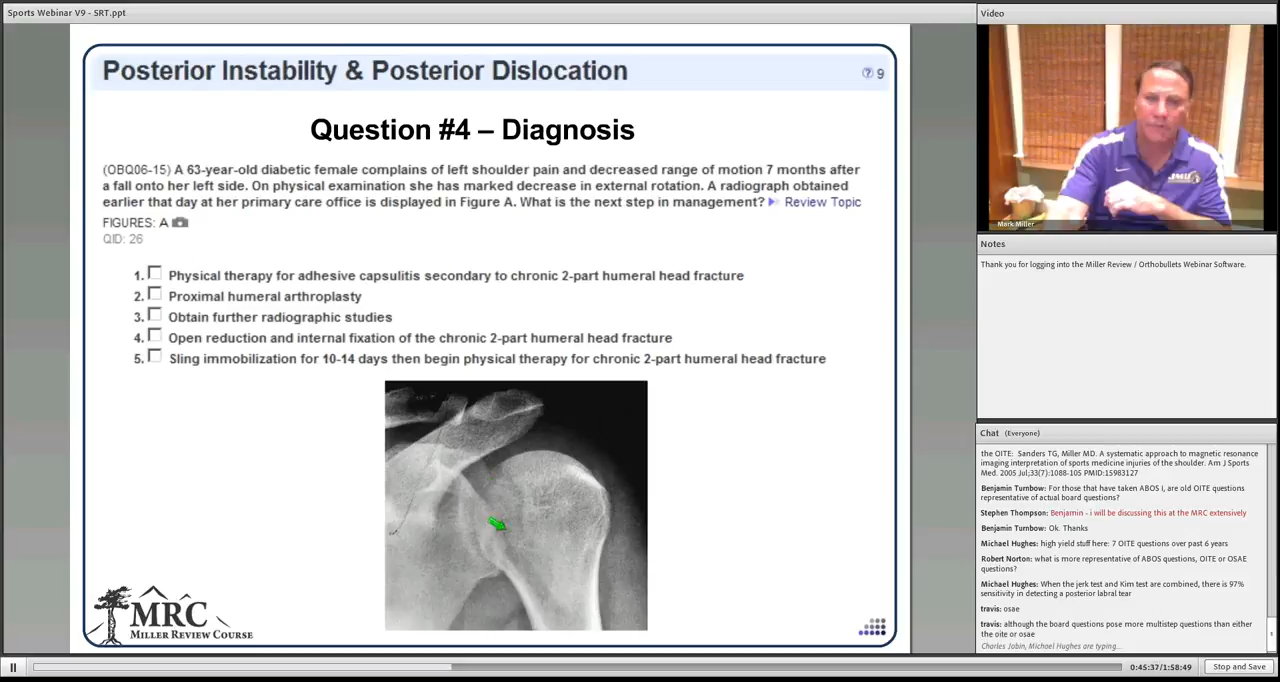 Sports Webinar V9 - SRT.ppt
Posterior Instability & Posterior Dislocation
? 9
Question #4 – Diagnosis
(OBQ06-15) A 63-year-old diabetic female complains of left shoulder pain and decreased range of motion 7 months after
a fall onto her left side. On physical examination she has marked decrease in external rotation. A radiograph obtained
earlier that day at her primary care office is displayed in Figure A. What is the next step in management? Review Topic
FIGURES: A
QID: 26
1. Physical therapy for adhesive capsulitis secondary to chronic 2-part humeral head fracture
2. Proximal humeral arthroplasty
3. Obtain further radiographic studies
4. Open reduction and internal fixation of the chronic 2-part humeral head fracture
5. Sling immobilization for 10-14 days then begin physical therapy for chronic 2-part humeral head fracture
MRC
MILLER REVIEW COURSE
Video
JMU
Mark Miller
Notes
Thank you for logging into the Miller Review / Orthobullets Webinar Software.
Chat (Everyone)
the OITE: Sanders TG, Miller MD. A systematic approach to magnetic resonance
imaging interpretation of sports medicine injuries of the shoulder. Am J Sports
Med. 2005 Jul;33(7):1088-105 PMID:15983127
Benjamin Turnbow: For those that have taken ABOS I, are old OITE questions
representative of actual board questions?
Stephen Thompson: Benjamin - i will be discussing this at the MRC extensively
Benjamin Turnbow: Ok. Thanks
Michael Hughes: high yield stuff here: 7 OITE questions over past 6 years
Robert Norton: what is more representative of ABOS questions, OITE or OSAE
questions?
Michael Hughes: When the jerk test and Kim test are combined, there is 97%
sensitivity in detecting a posterior labral tear
travis: osae
travis: although the board questions pose more multistep questions than either
the oite or osae
Charles Jobin, Michael Hughes are typing...
0:45:37/1:58:49
Stop and Save